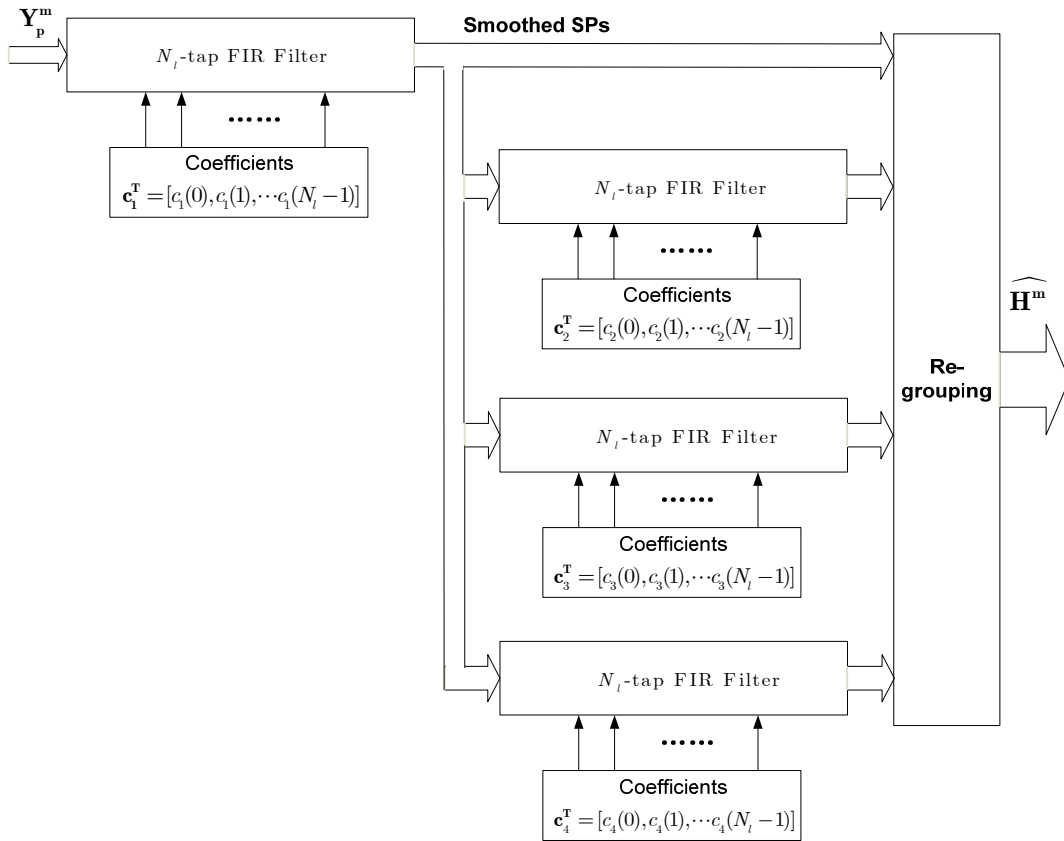 Y_p^m
N_l-tap FIR Filter
Smoothed SPs
......
Coefficients
c_1^T=[c_1(0),c_1(1),⋯c_1(N_l−1)]
N_l-tap FIR Filter
......
Coefficients
c_2^T=[c_2(0),c_2(1),⋯c_2(N_l−1)]
N_l-tap FIR Filter
......
Coefficients
c_3^T=[c_3(0),c_3(1),⋯c_3(N_l−1)]
N_l-tap FIR Filter
......
Coefficients
c_4^T=[c_4(0),c_4(1),⋯c_4(N_l−1)]
Re-
grouping
\widehat{H^m}